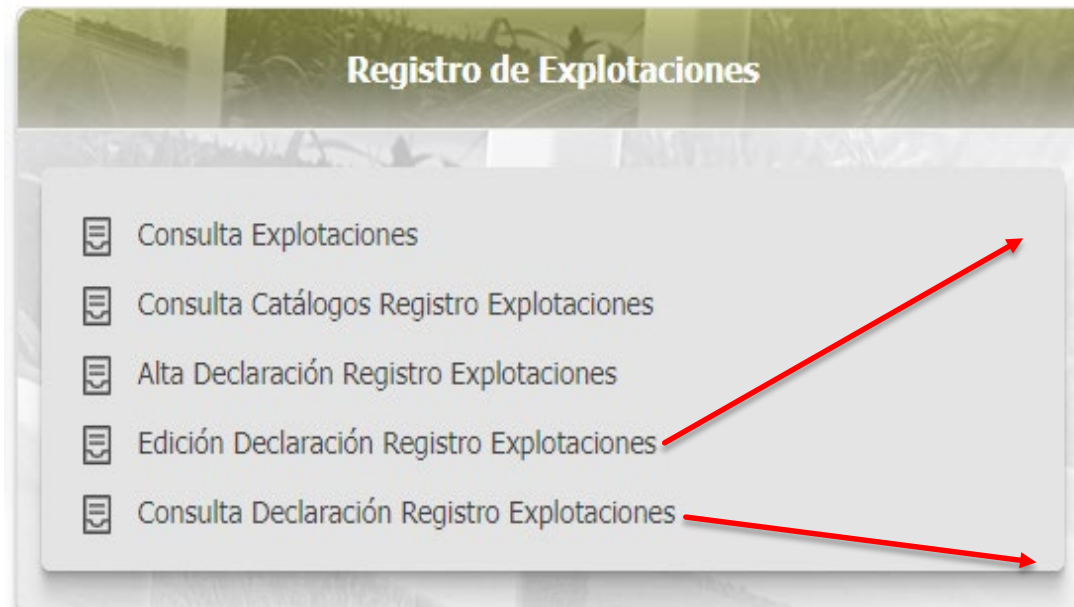 Registro de Explotaciones
Consulta Explotaciones
Consulta Catálogos Registro Explotaciones
Alta Declaración Registro Explotaciones
Edición Declaración Registro Explotaciones
Consulta Declaración Registro Explotaciones